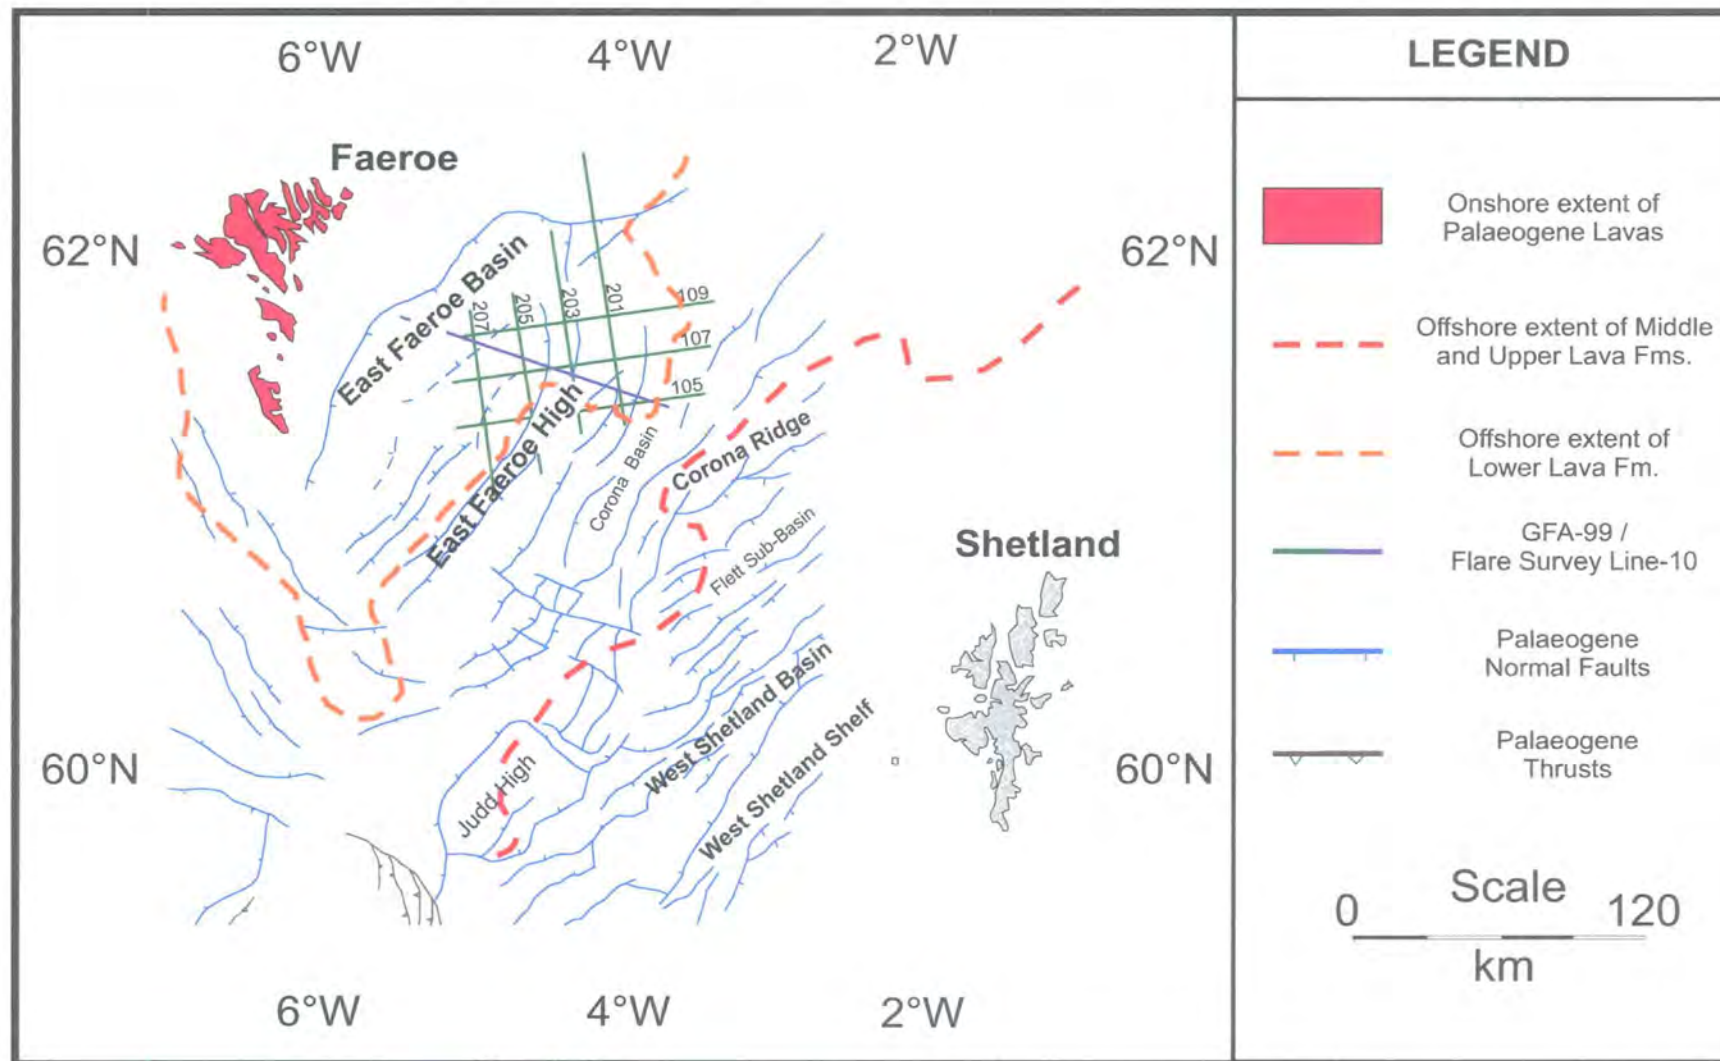 6°W 4°W 2°W
Faeroe
62°N
62°N
East Faeroe Basin
207 205 203 201
109
107
105
East Faeroe High
Corona Basin
Corona Ridge
Flett Sub-Basin
Shetland
60°N
60°N
Judd High
West Shetland Basin
West Shetland Shelf
6°W 4°W 2°W
LEGEND
Onshore extent of
Palaeogene Lavas
Offshore extent of Middle
and Upper Lava Fms.
Offshore extent of
Lower Lava Fm.
GFA-99 /
Flare Survey Line-10
Palaeogene
Normal Faults
Palaeogene
Thrusts
Scale
0 120
km